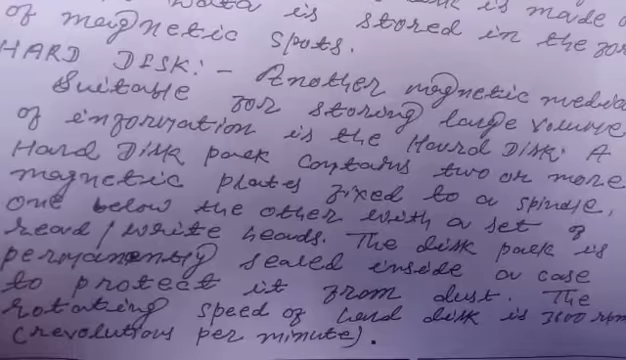 Data is stored in the for
of magnetic spots.
HARD DISK:- Another magnetic media
Suitable for storing large volume
of information is the Hard DISK. A
Hard DISK pack contains two or more
magnetic plates fixed to a spindle,
one below the other with a set of
read/write heads. The disk pack is
permanently sealed inside a case
to protect it from dust. The
rotating speed of hard disk is 3600 rpm
(revolutions per minute).